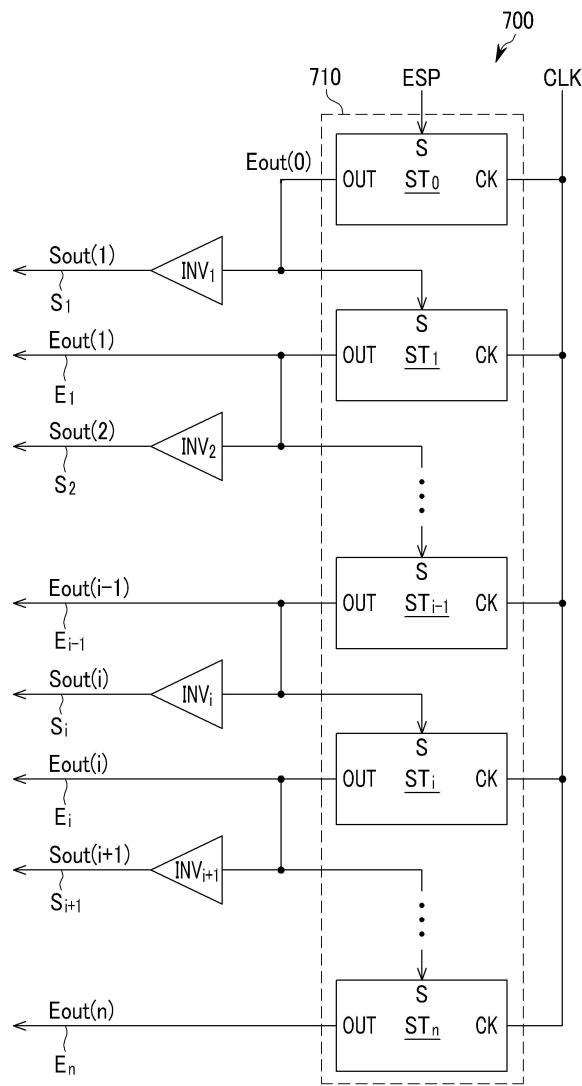 700
710 ESP CLK
S
Eout(0) OUT ST0 CK
Sout(1) INV1
S1
S
Eout(1) OUT ST1 CK
E1
Sout(2) INV2
S2
S
Eout(i-1) OUT STi-1 CK
Ei-1
Sout(i) INVi
Si
S
Eout(i) OUT STi CK
Ei
Sout(i+1) INVi+1
Si+1
S
Eout(n) OUT STn CK
En